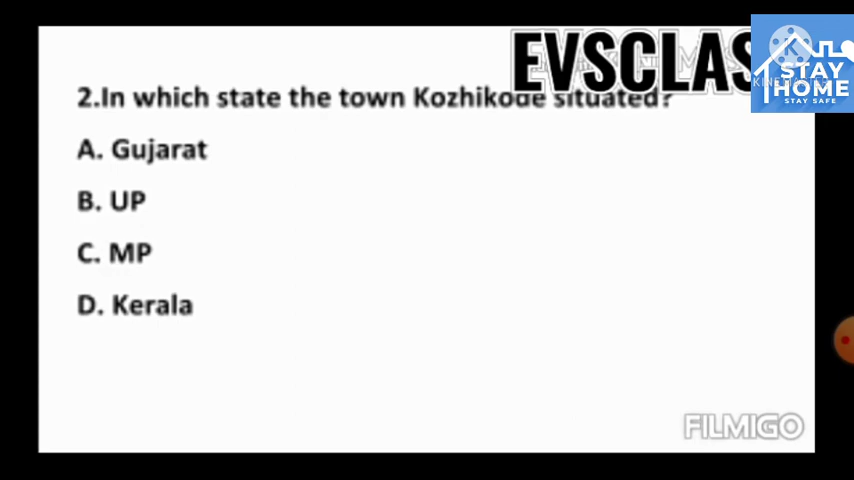 EVSCLAS
STAY
HOME
STAY SAFE
2.In which state the town Kozhikode situated?
A. Gujarat
B. UP
C. MP
D. Kerala
FILMIGO